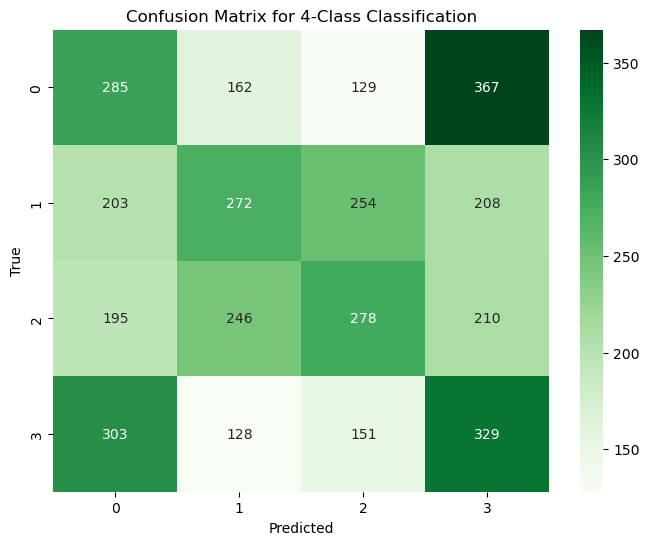 Confusion Matrix for 4-Class Classification
0 285 162 129 367
1 203 272 254 208
2 195 246 278 210
3 303 128 151 329
0 1 2 3
True
Predicted
350
300
250
200
150